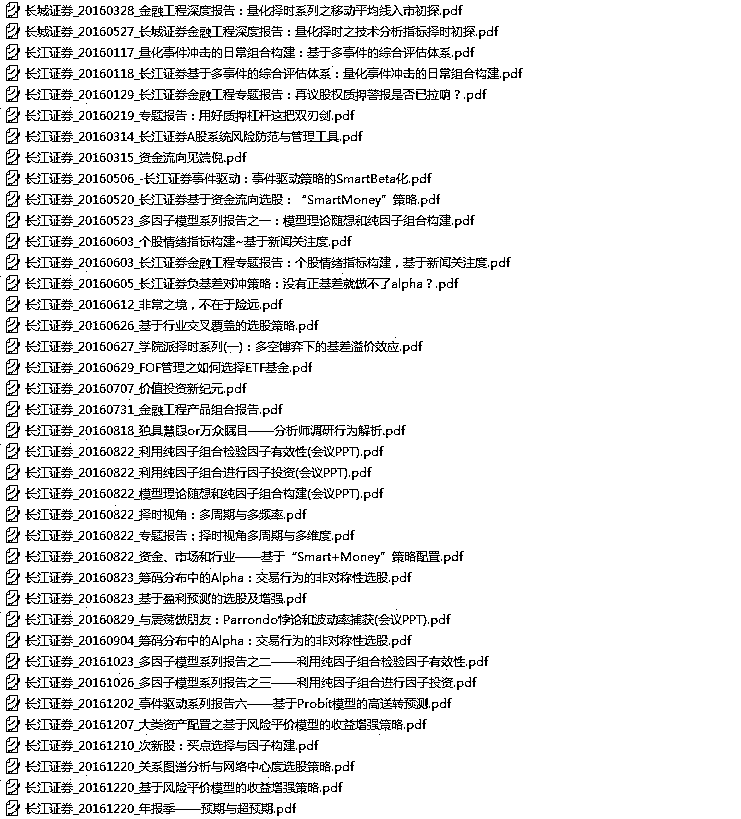 长城证券_20160328_金融工程深度报告：量化择时系列之移动平均线入市初探.pdf
长城证券_20160527_长城证券金融工程深度报告：量化择时之技术分析指标择时初探.pdf
长江证券_20160117_量化事件冲击的日常组合构建：基于多事件的综合评估体系.pdf
长江证券_20160118_长江证券基于多事件的综合评估体系：量化事件冲击的日常组合构建.pdf
长江证券_20160129_长江证券金融工程专题报告：再议股权质押警报是否已拉响？.pdf
长江证券_20160219_专题报告：用好质押杠杆这把双刃剑.pdf
长江证券_20160314_长江证券A股系统风险防范与管理工具.pdf
长江证券_20160315_资金流向见端倪.pdf
长江证券_20160506_-长江证券事件驱动：事件驱动策略的SmartBeta化.pdf
长江证券_20160520_长江证券基于资金流向选股：“SmartMoney”策略.pdf
长江证券_20160523_多因子模型系列报告之一：模型理论随想和纯因子组合构建.pdf
长江证券_20160603_个股情绪指标构建~基于新闻关注度.pdf
长江证券_20160603_长江证券金融工程专题报告：个股情绪指标构建，基于新闻关注度.pdf
长江证券_20160605_长江证券负基差对冲策略：没有正基差就做不了alpha？.pdf
长江证券_20160612_非常之境，不在于险远.pdf
长江证券_20160626_基于行业交叉覆盖的选股策略.pdf
长江证券_20160627_学院派择时系列(一)：多空博弈下的基差溢价效应.pdf
长江证券_20160629_FOF管理之如何选择ETF基金.pdf
长江证券_20160707_价值投资新纪元.pdf
长江证券_20160731_金融工程产品组合报告.pdf
长江证券_20160818_独具慧眼or万众瞩目——分析师调研行为解析.pdf
长江证券_20160822_利用纯因子组合检验因子有效性(会议PPT).pdf
长江证券_20160822_利用纯因子组合进行因子投资(会议PPT).pdf
长江证券_20160822_模型理论随想和纯因子组合构建(会议PPT).pdf
长江证券_20160822_择时视角：多周期与多频率.pdf
长江证券_20160822_专题报告；择时视角多周期与多维度.pdf
长江证券_20160822_资金、市场和行业——基于“Smart+Money”策略配置.pdf
长江证券_20160823_筹码分布中的Alpha：交易行为的非对称性选股.pdf
长江证券_20160823_基于盈利预测的选股及增强.pdf
长江证券_20160829_与震荡做朋友：Parrondo悖论和波动率捕获(会议PPT).pdf
长江证券_20160904_筹码分布中的Alpha：交易行为的非对称性选股.pdf
长江证券_20161023_多因子模型系列报告之二——利用纯因子组合检验因子有效性.pdf
长江证券_20161026_多因子模型系列报告之三——利用纯因子组合进行因子投资.pdf
长江证券_20161202_事件驱动系列报告六——基于Probit模型的高送转预测.pdf
长江证券_20161207_大类资产配置之基于风险平价模型的收益增强策略.pdf
长江证券_20161210_次新股：买点选择与因子构建.pdf
长江证券_20161220_关系图谱分析与网络中心度选股策略.pdf
长江证券_20161220_基于风险平价模型的收益增强策略.pdf
长江证券_20161220_年报季——预期与超预期.pdf